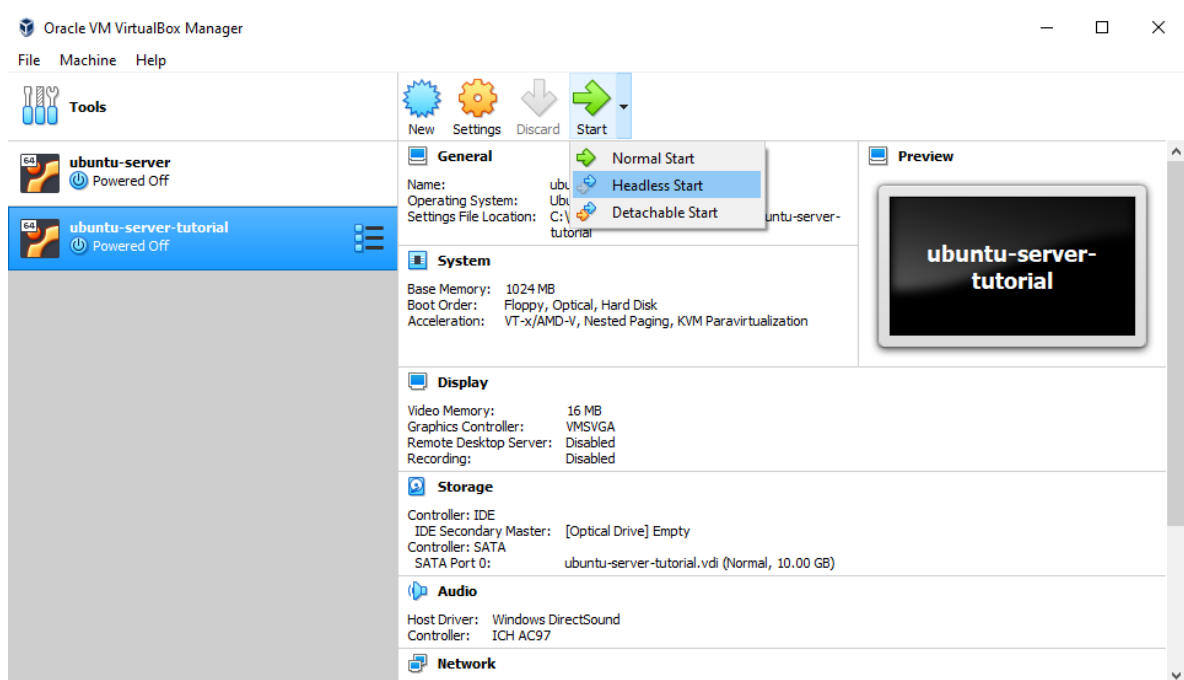 Oracle VM VirtualBox Manager
File Machine Help
Tools
New Settings Discard Start
Normal Start
Headless Start
Detachable Start
64
ubuntu-server
Powered Off
64
ubuntu-server-tutorial
Powered Off
General
Name:
Operating System:
Settings File Location: C:\ untu-server-
tutorial
System
Base Memory: 1024 MB
Boot Order: Floppy, Optical, Hard Disk
Acceleration: VT-x/AMD-V, Nested Paging, KVM Paravirtualization
Preview
ubuntu-server-
tutorial
Display
Video Memory: 16 MB
Graphics Controller: VMSVGA
Remote Desktop Server: Disabled
Recording: Disabled
Storage
Controller: IDE
IDE Secondary Master: [Optical Drive] Empty
Controller: SATA
SATA Port 0: ubuntu-server-tutorial.vdi (Normal, 10.00 GB)
Audio
Host Driver: Windows DirectSound
Controller: ICH AC97
Network